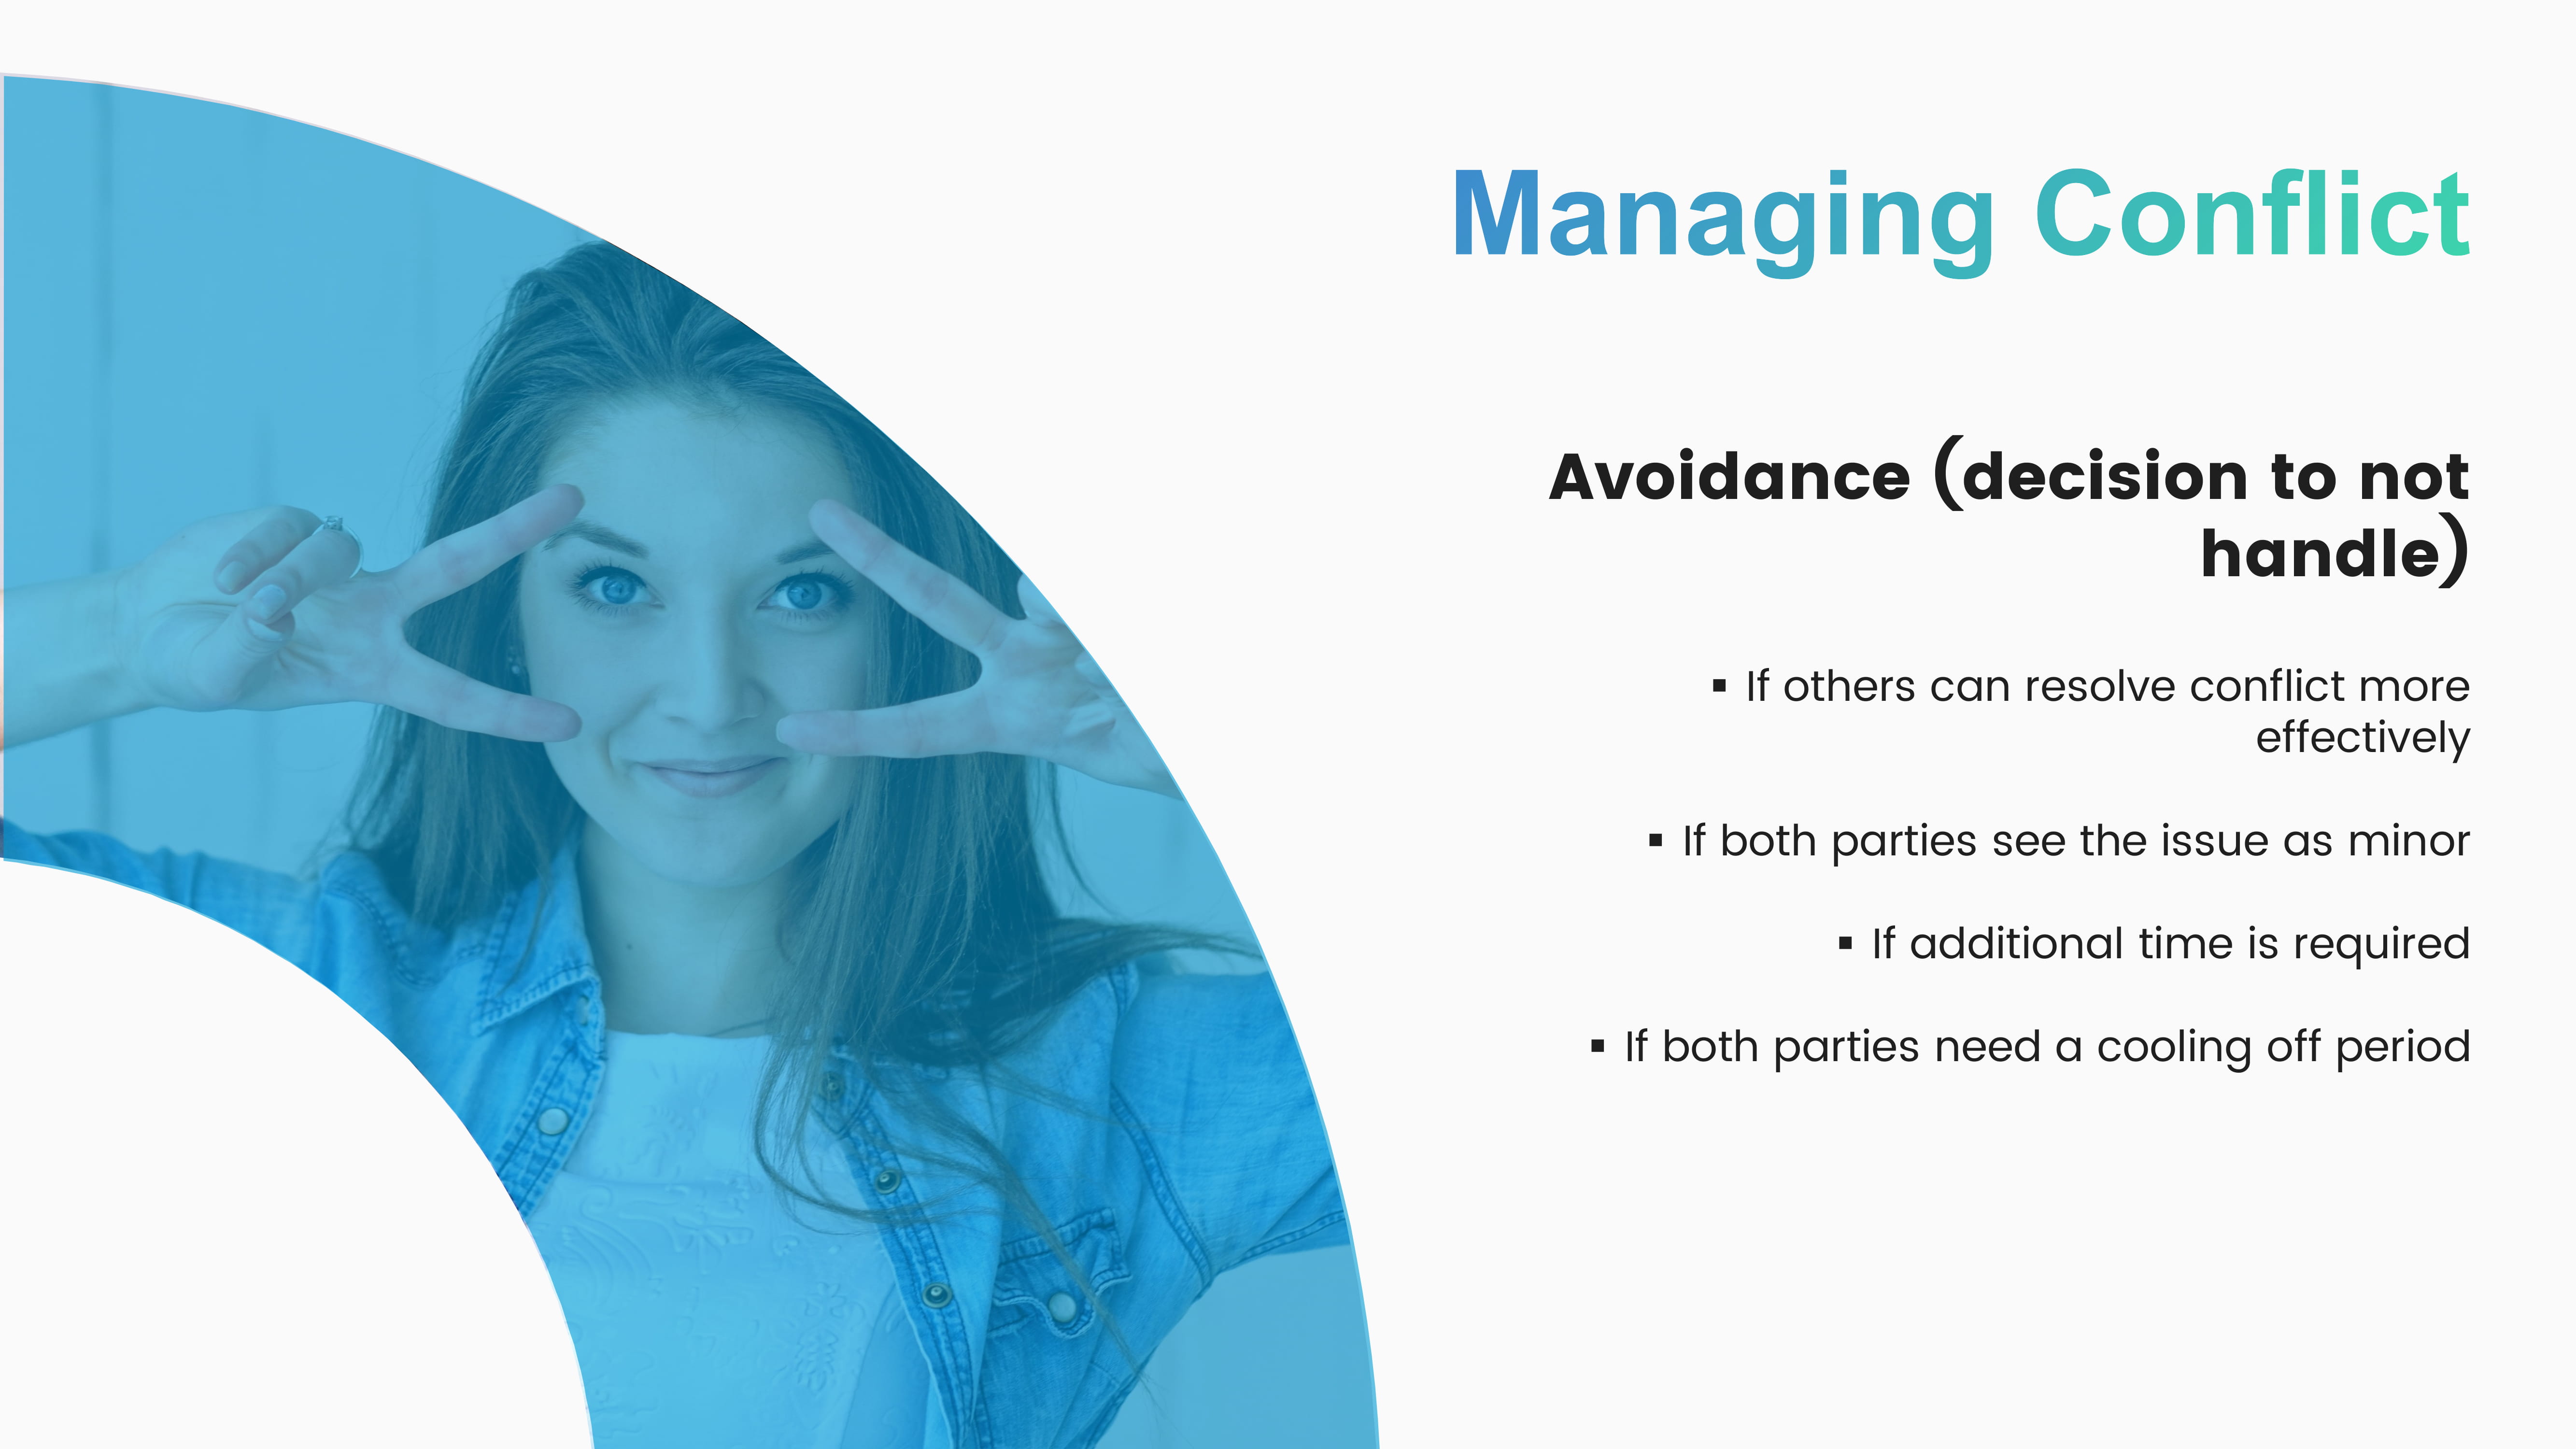 Managing Conflict
Avoidance (decision to not
handle)
▪ If others can resolve conflict more
effectively
▪ If both parties see the issue as minor
▪ If additional time is required
▪ If both parties need a cooling off period